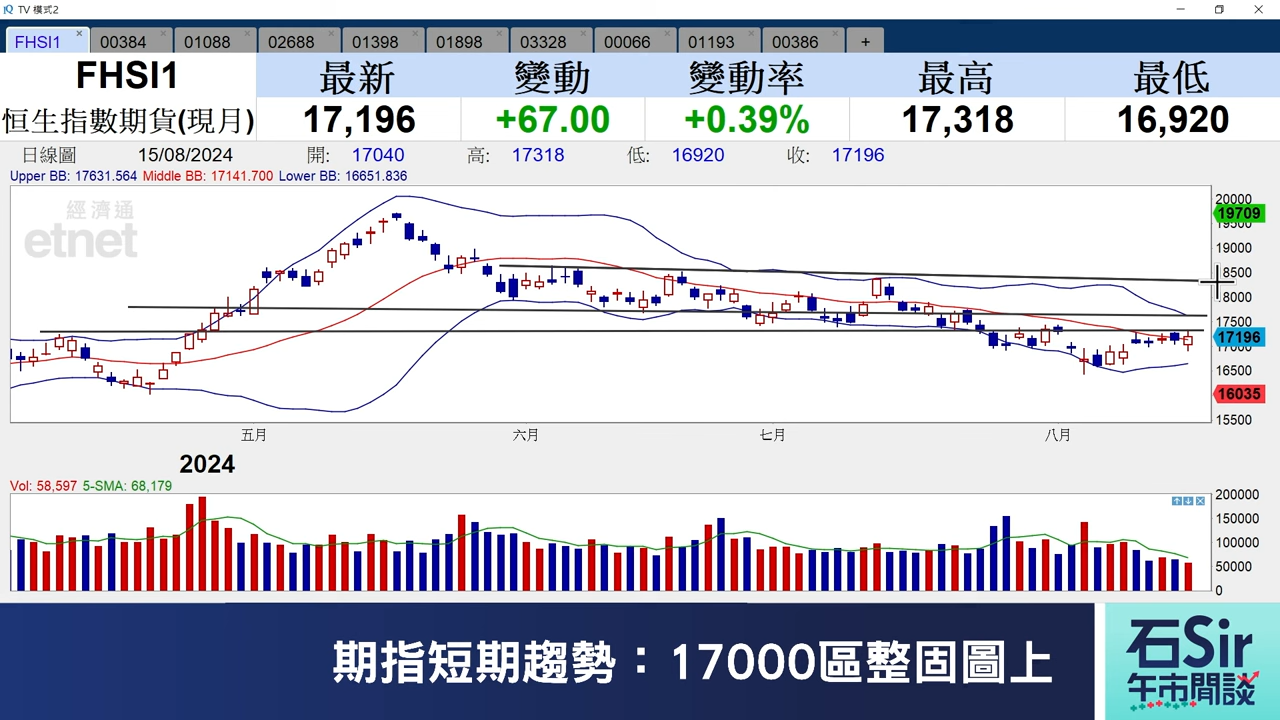 TV 模式2
FHSI1 00384 01088 02688 01398 01898 03328 00066 01193 00386 +
FHSI1 最新 變動 變動率 最高 最低
恒生指數期貨(現月) 17,196 +67.00 +0.39% 17,318 16,920
日線圖 15/08/2024 開: 17040 高: 17318 低: 16920 收: 17196
Upper BB: 17631.564 Middle BB: 17141.700 Lower BB: 16651.836
經濟通
etnet
20000
19709
19500
19000
18500
18000
17500
17196
17000
16500
16035
15500
五月 六月 七月 八月
2024
Vol: 58,597 5-SMA: 68,179
200000
150000
100000
50000
0
期指短期趨勢：17000區整固圖上
石Sir
午市閒談